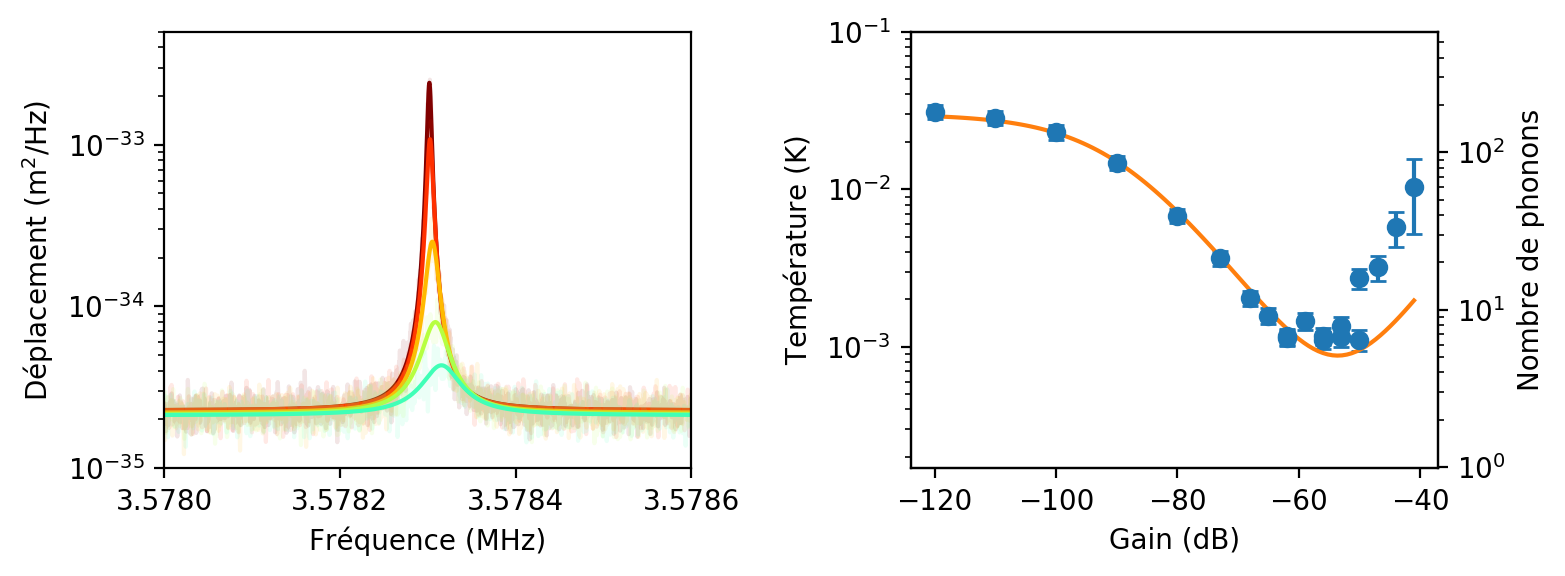 10⁻³³
10⁻³⁴
10⁻³⁵
Déplacement (m²/Hz)
3.5780 3.5782 3.5784 3.5786
Fréquence (MHz)
10⁻¹
10⁻²
10⁻³
Température (K)
−120 −100 −80 −60 −40
Gain (dB)
10²
10¹
10⁰
Nombre de phonons